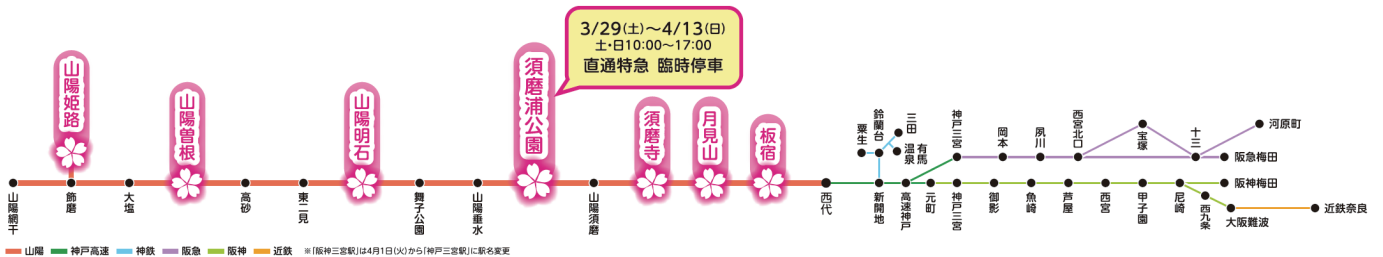 3/29(土)～4/13(日)
土・日10:00～17:00
直通特急 臨時停車
山陽姫路
山陽曽根
山陽明石
須磨浦公園
須磨寺
月見山
板宿
山陽網干
飾磨
大塩
高砂
東二見
舞子公園
山陽垂水
山陽須磨
西代
粟生
鈴蘭台
三田
有馬
温泉
神戸三宮
岡本
夙川
西宮北口
宝塚
十三
河原町
阪急梅田
新開地
高速神戸
元町
神戸三宮
御影
魚崎
芦屋
西宮
甲子園
尼崎
西九条
大阪難波
阪神梅田
近鉄奈良
山陽 神戸高速 神鉄 阪急 阪神 近鉄 ※「阪神三宮駅」は4月1日(火)から「神戸三宮駅」に駅名変更